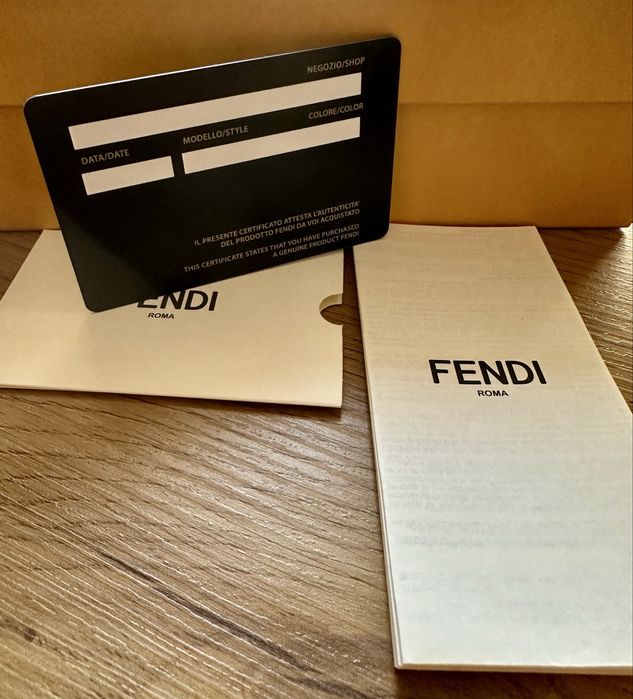 NEGOZIO/SHOP
COLORE/COLOR
DATA/DATE
MODELLO/STYLE
IL PRESENTE CERTIFICATO ATTESTA L'AUTENTICITA'
DEL PRODOTTO FENDI DA VOI ACQUISTATO
THIS CERTIFICATE STATES THAT YOU HAVE PURCHASED
A GENUINE PRODUCT FENDI
ENDI
ROMA
FENDI
ROMA